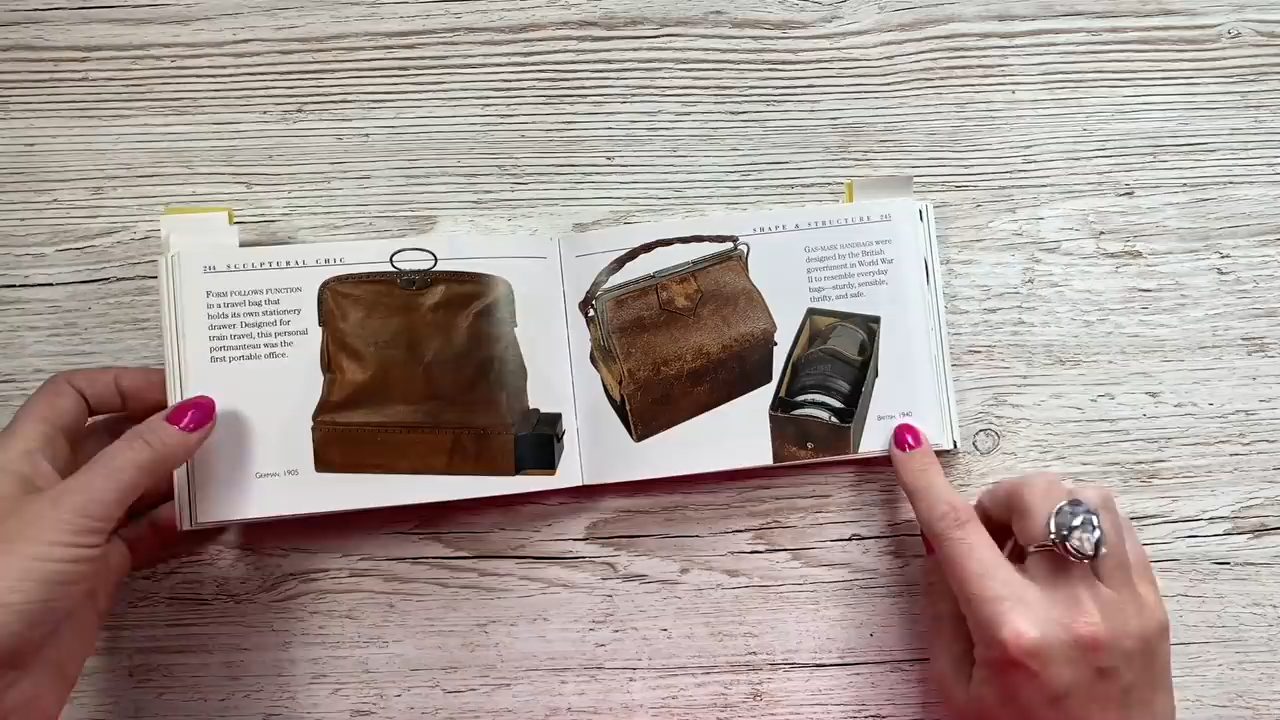 244 SCULPTURAL CHIC
FORM FOLLOWS FUNCTION
in a travel bag that
holds its own stationery
drawer. Designed for
train travel, this personal
portmanteau was the
first portable office.
GERMAN, 1905
SHAPE & STRUCTURE 245
GAS-MASK HANDBAGS were
designed by the British
government in World War
II to resemble everyday
bags—sturdy, sensible,
thrifty, and safe.
BRITISH, 1940